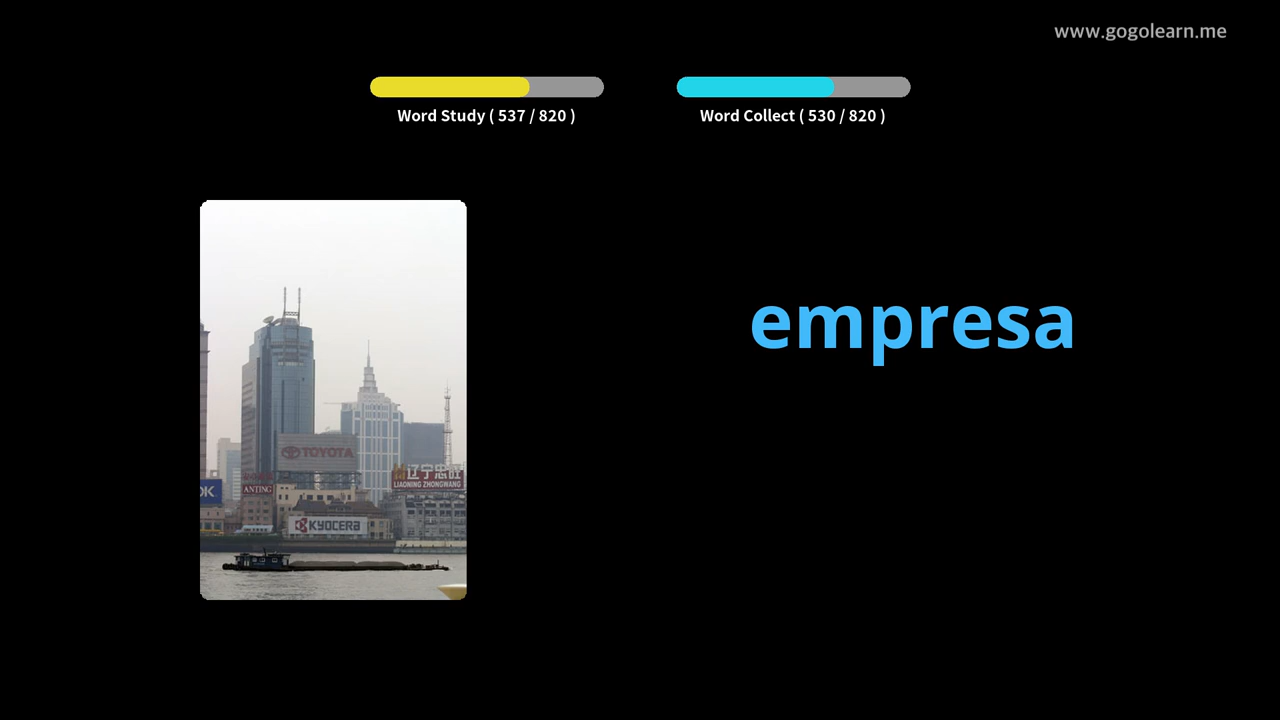 www.gogolearn.me
Word Study ( 537 / 820 )
Word Collect ( 530 / 820 )
empresa
TOYOTA
辽宁忠旺
LIAONING ZHONGWANG
OK
ANTING
KYOCERA